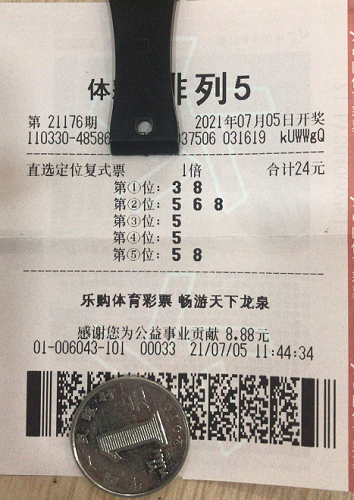 体 排列5
第 21176期 2021年07月05日开奖
110330-48586 037506 031619 kUWWgQ
直选定位复式票 1倍 合计24元
第①位: 3 8
第②位: 5 6 8
第③位: 5
第④位: 5
第⑤位: 5 8
乐购体育彩票 畅游天下龙泉
感谢您为公益事业贡献 8.88元
01-006043-101 00033 21/07/05 11:44:34